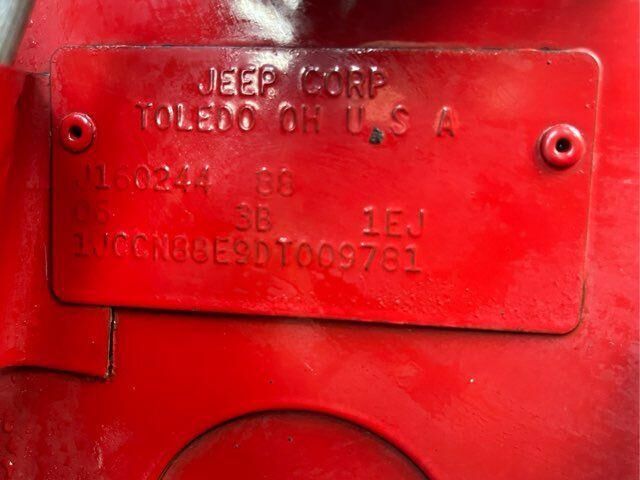 JEEP CORP
TOLEDO OH U S A
J160244 88
06 3B 1EJ
1JCCN88E9DT009781